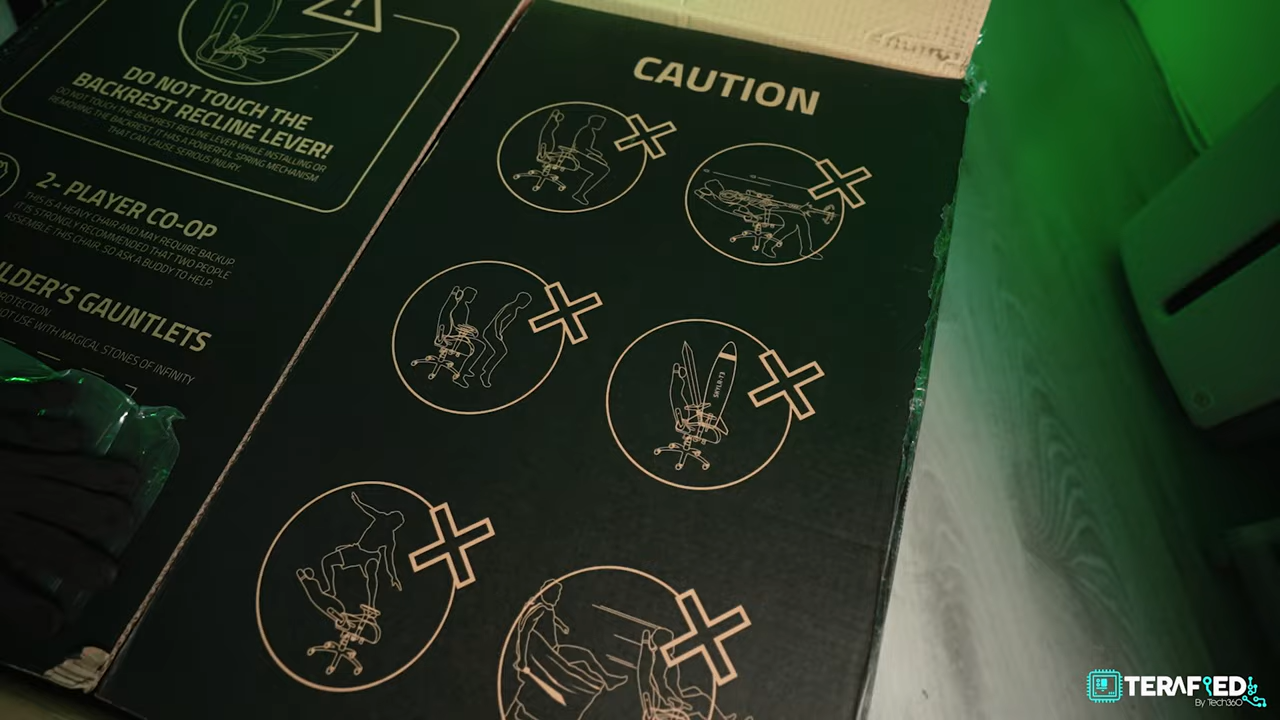 DO NOT TOUCH THE
BACKREST RECLINE LEVER!
DO NOT TOUCH THE BACKREST RECLINE LEVER WHILE INSTALLING OR
REMOVING THE BACKREST. IT HAS A POWERFUL SPRING MECHANISM
THAT CAN CAUSE SERIOUS INJURY.
2- PLAYER CO-OP
THIS IS A HEAVY CHAIR AND MAY REQUIRE BACKUP
IT IS STRONGLY RECOMMENDED THAT TWO PEOPLE
ASSEMBLE THIS CHAIR. SO ASK A BUDDY TO HELP.
ILDER'S GAUNTLETS
PROTECTION
NOT USE WITH MAGICAL STONES OF INFINITY
CAUTION
TERAFIED
By Tech360